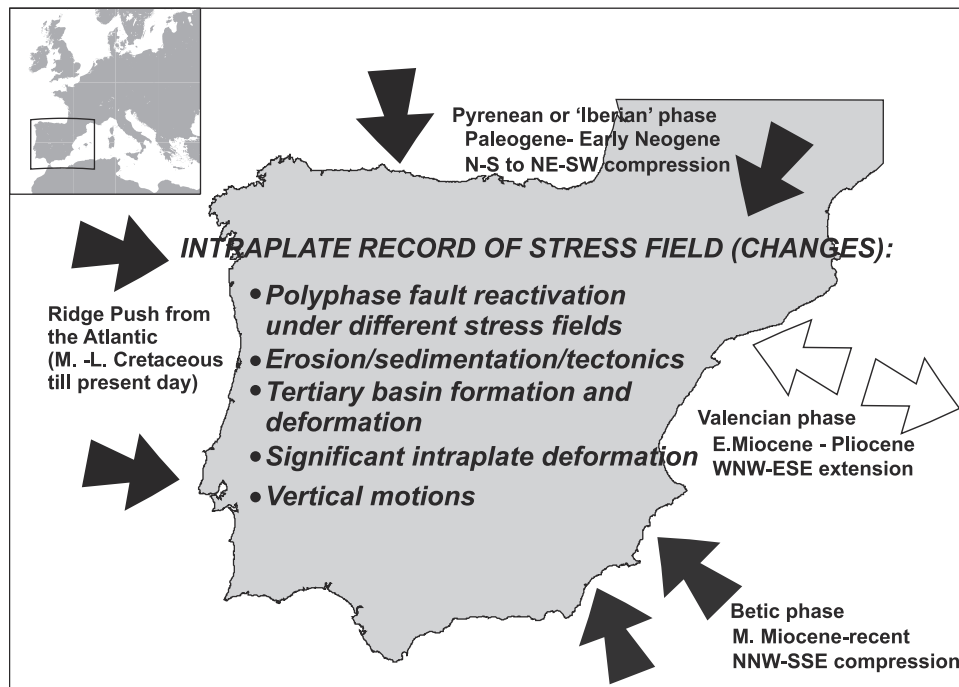 Pyrenean or ‘Iberian’ phase
Paleogene- Early Neogene
N-S to NE-SW compression
INTRAPLATE RECORD OF STRESS FIELD (CHANGES):
• Polyphase fault reactivation
under different stress fields
• Erosion/sedimentation/tectonics
• Tertiary basin formation and
deformation
• Significant intraplate deformation
• Vertical motions
Ridge Push from
the Atlantic
(M. -L. Cretaceous
till present day)
Valencian phase
E.Miocene - Pliocene
WNW-ESE extension
Betic phase
M. Miocene-recent
NNW-SSE compression